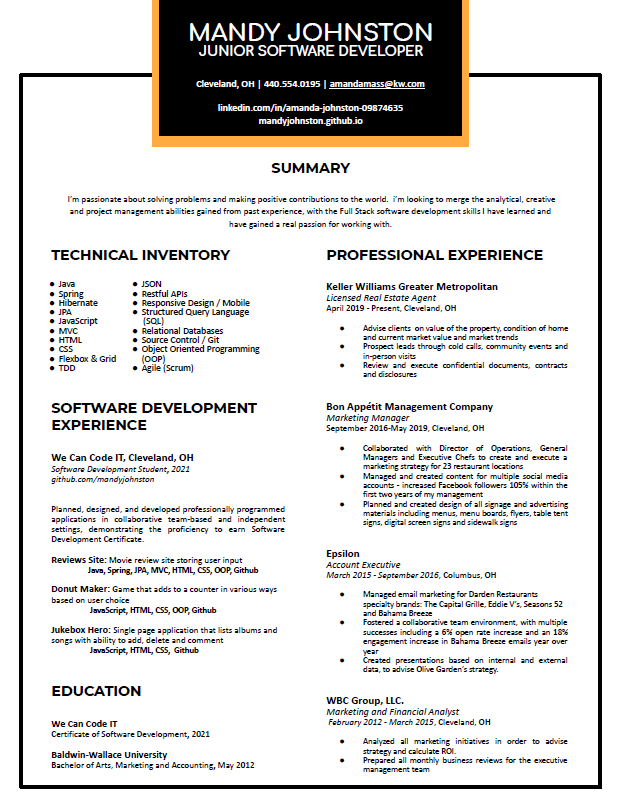 MANDY JOHNSTON
JUNIOR SOFTWARE DEVELOPER
Cleveland, OH | 440.554.0195 | amandamass@kw.com
linkedin.com/in/amanda-johnston-09874635
mandyjohnston.github.io
SUMMARY
I'm passionate about solving problems and making positive contributions to the world. i'm looking to merge the analytical, creative
and project management abilities gained from past experience, with the Full Stack software development skills I have learned and
have gained a real passion for working with.
TECHNICAL INVENTORY
● Java
● Spring
● Hibernate
● JPA
● JavaScript
● MVC
● HTML
● CSS
● Flexbox & Grid
● TDD
● JSON
● Restful APIs
● Responsive Design / Mobile
● Structured Query Language
(SQL)
● Relational Databases
● Source Control / Git
● Object Oriented Programming
(OOP)
● Agile (Scrum)
SOFTWARE DEVELOPMENT
EXPERIENCE
We Can Code IT, Cleveland, OH
Software Development Student, 2021
github.com/mandyjohnston
Planned, designed, and developed professionally programmed
applications in collaborative team-based and independent
settings, demonstrating the proficiency to earn Software
Development Certificate.
Reviews Site: Movie review site storing user input
Java, Spring, JPA, MVC, HTML, CSS, OOP, Github
Donut Maker: Game that adds to a counter in various ways
based on user choice
JavaScript, HTML, CSS, OOP, Github
Jukebox Hero: Single page application that lists albums and
songs with ability to add, delete and comment
JavaScript, HTML, CSS, Github
EDUCATION
We Can Code IT
Certificate of Software Development, 2021
Baldwin-Wallace University
Bachelor of Arts, Marketing and Accounting, May 2012
PROFESSIONAL EXPERIENCE
Keller Williams Greater Metropolitan
Licensed Real Estate Agent
April 2019 - Present, Cleveland, OH
● Advise clients on value of the property, condition of home
and current market value and market trends
● Prospect leads through cold calls, community events and
in-person visits
● Review and execute confidential documents, contracts
and disclosures
Bon Appétit Management Company
Marketing Manager
September 2016-May 2019, Cleveland, OH
● Collaborated with Director of Operations, General
Managers and Executive Chefs to create and execute a
marketing strategy for 23 restaurant locations
● Managed and created content for multiple social media
accounts - increased Facebook followers 105% within the
first two years of my management
● Planned and created design of all signage and advertising
materials including menus, menu boards, flyers, table tent
signs, digital screen signs and sidewalk signs
Epsilon
Account Executive
March 2015 - September 2016, Columbus, OH
● Managed email marketing for Darden Restaurants
specialty brands: The Capital Grille, Eddie V's, Seasons 52
and Bahama Breeze
● Fostered a collaborative team environment, with multiple
successes including a 6% open rate increase and an 18%
engagement increase in Bahama Breeze emails year over
year
● Created presentations based on internal and external
data, to advise Olive Garden's strategy.
WBC Group, LLC.
Marketing and Financial Analyst
February 2012 - March 2015, Cleveland, OH
● Analyzed all marketing initiatives in order to advise
strategy and calculate ROI.
● Prepared all monthly business reviews for the executive
management team